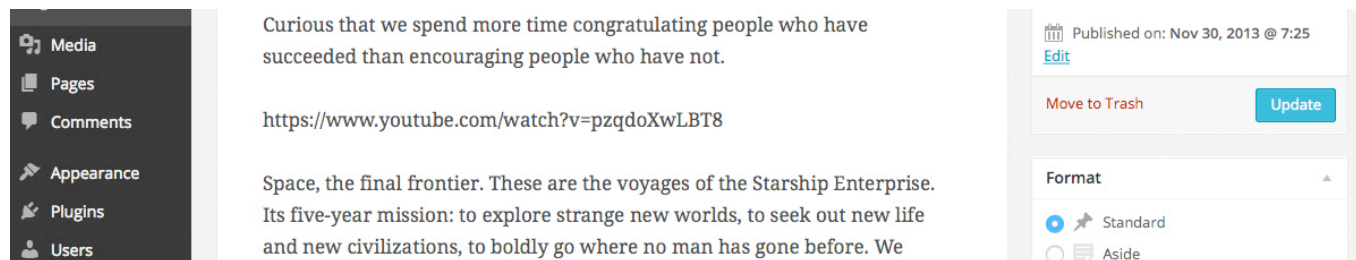 Media
Pages
Comments
Appearance
Plugins
Users
Curious that we spend more time congratulating people who have
succeeded than encouraging people who have not.
https://www.youtube.com/watch?v=pzqdoXwLBT8
Space, the final frontier. These are the voyages of the Starship Enterprise.
Its five-year mission: to explore strange new worlds, to seek out new life
and new civilizations, to boldly go where no man has gone before. We
Published on: Nov 30, 2013 @ 7:25
Edit
Move to Trash
Update
Format
Standard
Aside